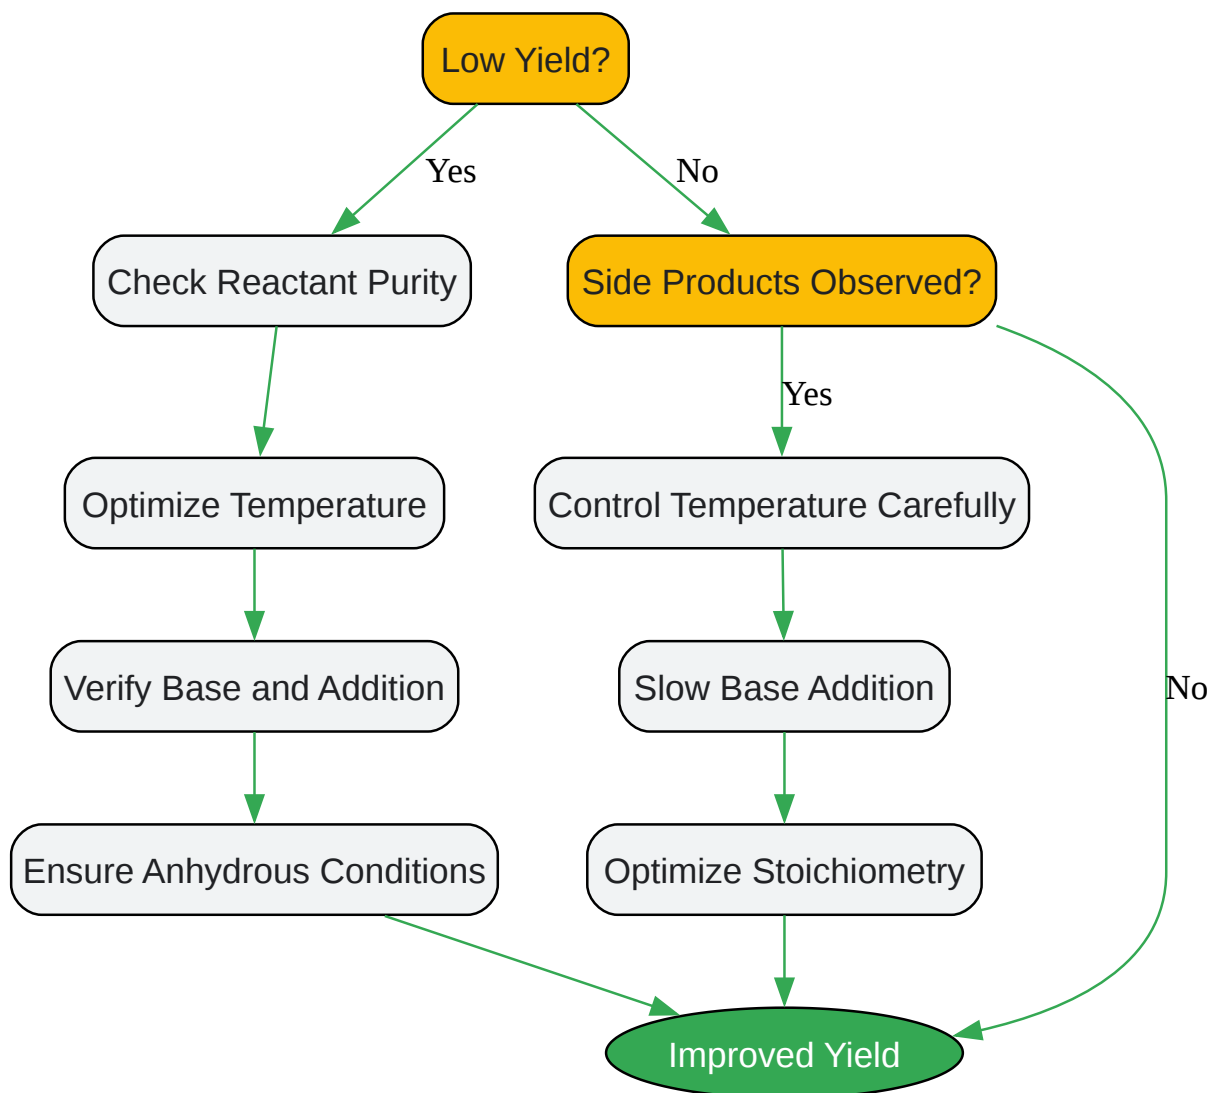 Low Yield?
Yes
No
Check Reactant Purity
Side Products Observed?
Yes
Optimize Temperature
Control Temperature Carefully
Verify Base and Addition
Slow Base Addition
No
Ensure Anhydrous Conditions
Optimize Stoichiometry
Improved Yield